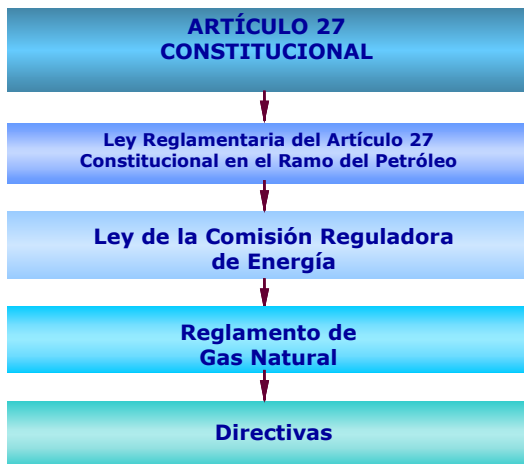 ARTÍCULO 27
CONSTITUCIONAL
Ley Reglamentaria del Artículo 27
Constitucional en el Ramo del Petróleo
Ley de la Comisión Reguladora
de Energía
Reglamento de
Gas Natural
Directivas